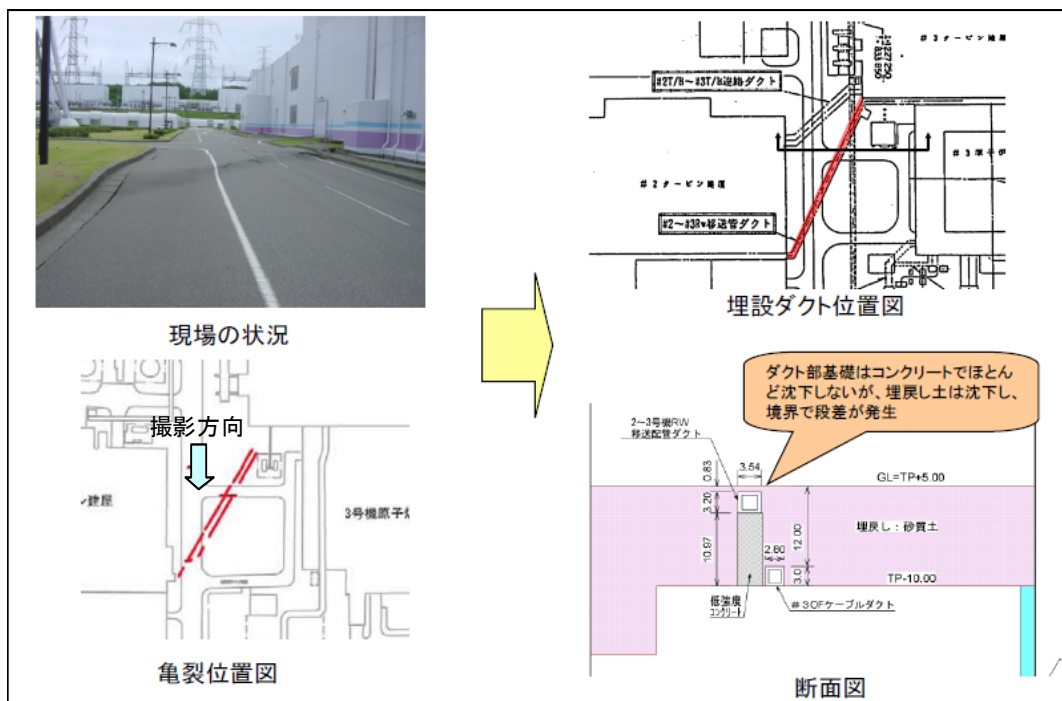 現場の状況
撮影方向
建屋
3号機原子炉
亀裂位置図
#3タービン建屋
#2T/B～#3T/B連絡ダクト
#2タービン建屋
#3原子炉
#2～#3Rw移送管ダクト
埋設ダクト位置図
ダクト部基礎はコンクリートでほとん
ど沈下しないが、埋戻し土は沈下し、
境界で段差が発生
2～3号機RW
移送配管ダクト
3.54
0.83
GL=TP+5.00
3.20
埋戻し：砂質土
12.00
10.97
2.80
3.0
TP-10.00
低強度
コンクリート
＃3OFケーブルダクト
断面図